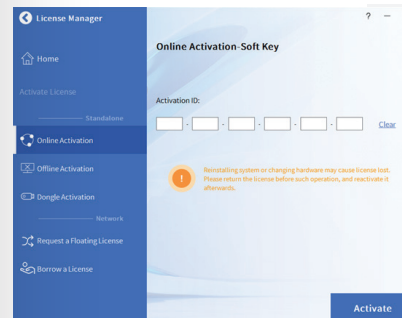 License Manager
? —
Home
Online Activation-Soft Key
Activate License
Activation ID:
Standalone
- - - - -
Clear
Online Activation
Offline Activation
Reinstalling system or changing hardware may cause license lost.
Please return the license before such operation, and reactivate it
afterwards.
Dongle Activation
Network
Request a Floating License
Borrow a License
Activate